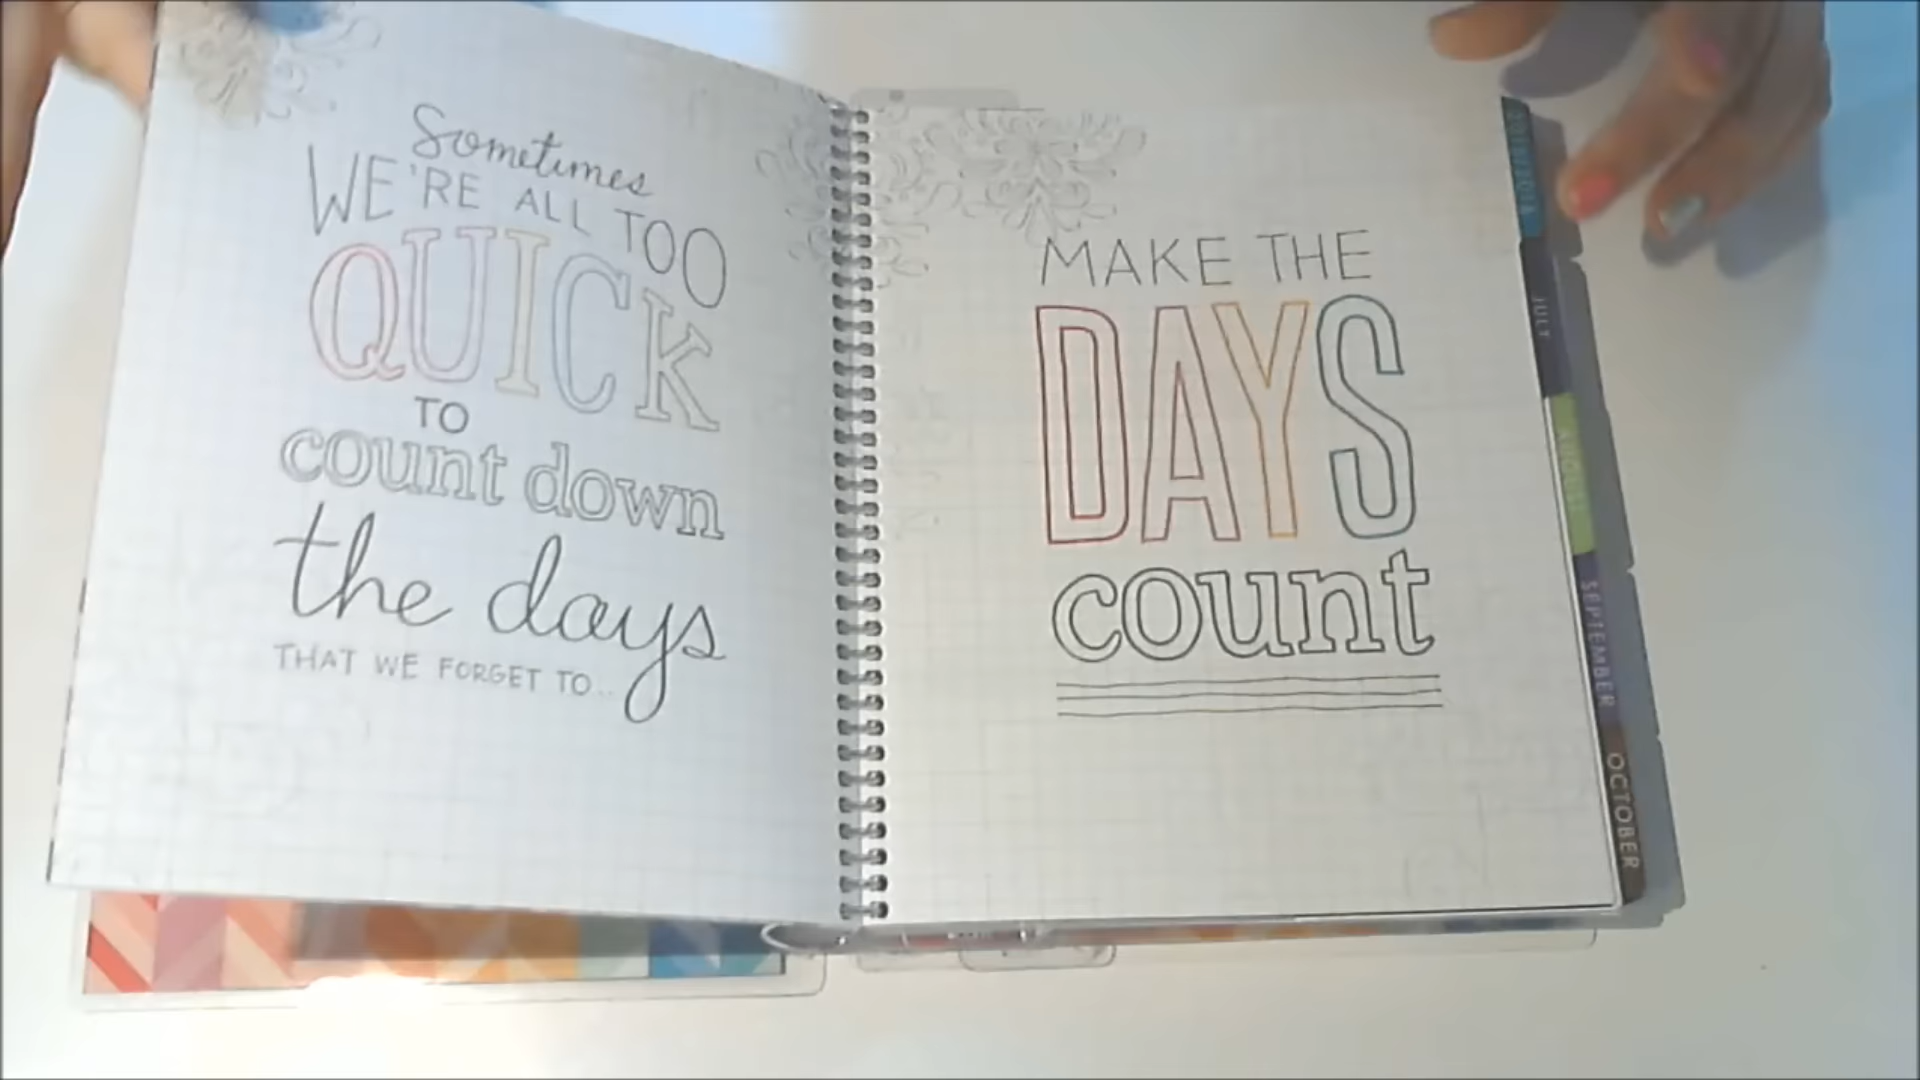 Sometimes
WE'RE ALL TOO
QUICK
TO
count down
the days
THAT WE FORGET TO...
MAKE THE
DAYS
count
JULY
AUGUST
SEPTEMBER
OCTOBER